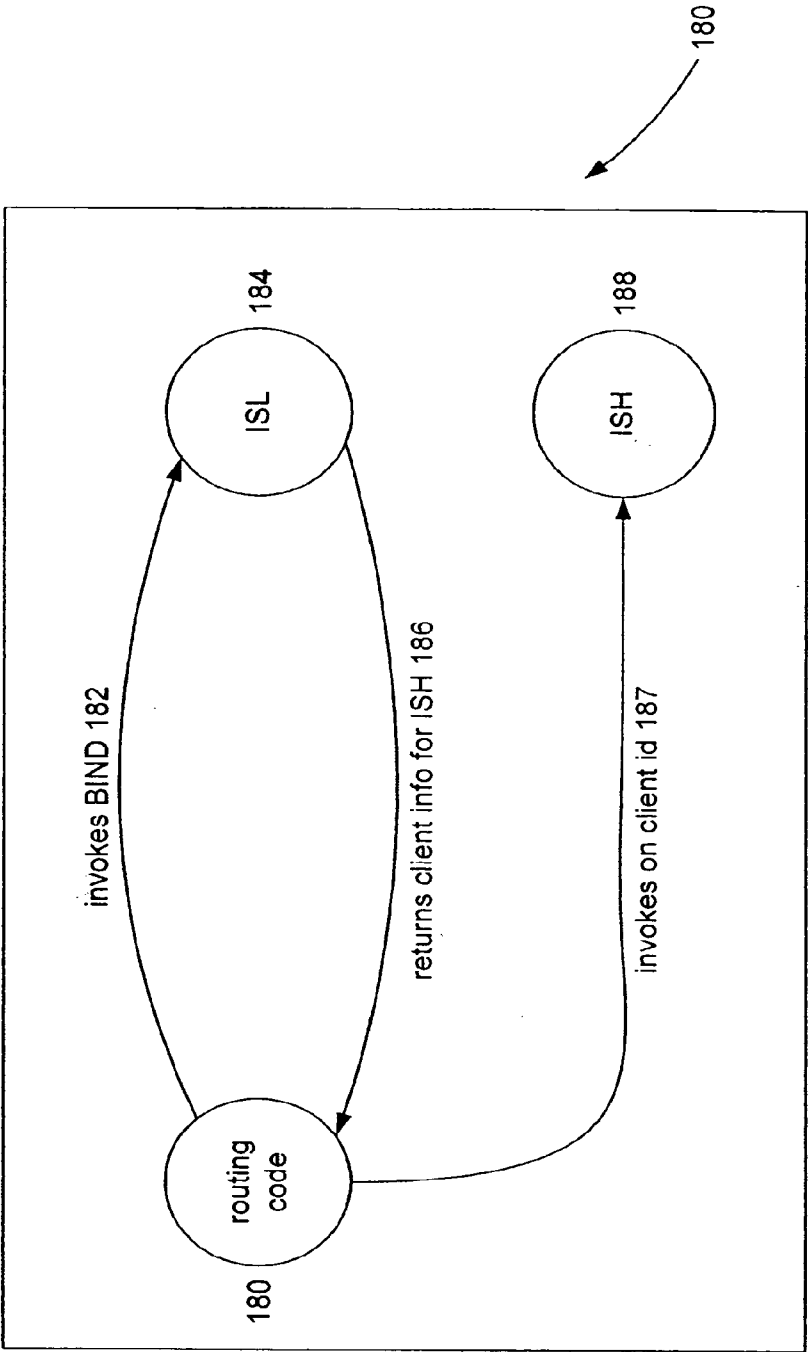 invokes BIND 182
routing
code
180
ISL
184
returns client info for ISH 186
invokes on client id 187
ISH
188
180